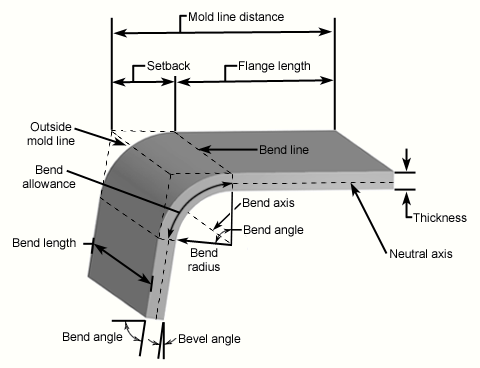 Mold line distance
Setback
Flange length
Outside
mold line
Bend line
Bend
allowance
Bend axis
Thickness
Bend angle
Bend length
Bend
radius
Neutral axis
Bend angle
Bevel angle